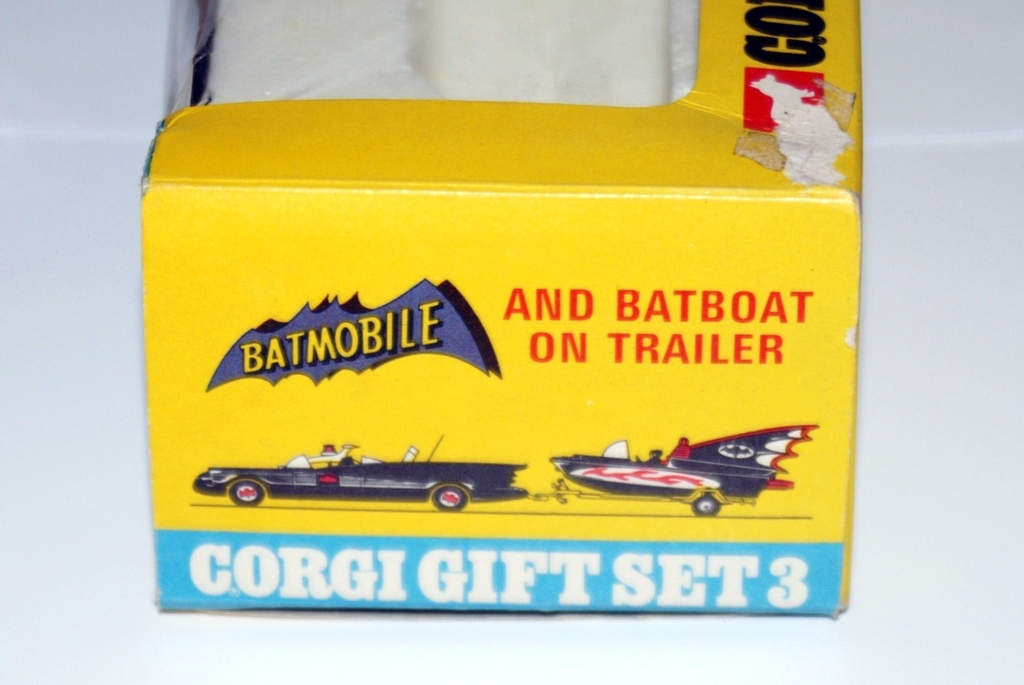 BATMOBILE
AND BATBOAT
ON TRAILER
CORGI GIFT SET 3